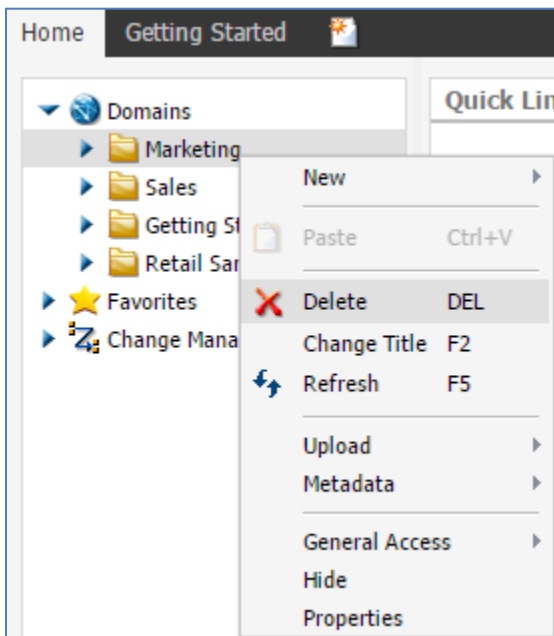 Home Getting Started
Domains
Quick Lin
Marketing
Sales
Getting St
Retail Sar
Favorites
Change Mana
New
Paste Ctrl+V
Delete DEL
Change Title F2
Refresh F5
Upload
Metadata
General Access
Hide
Properties